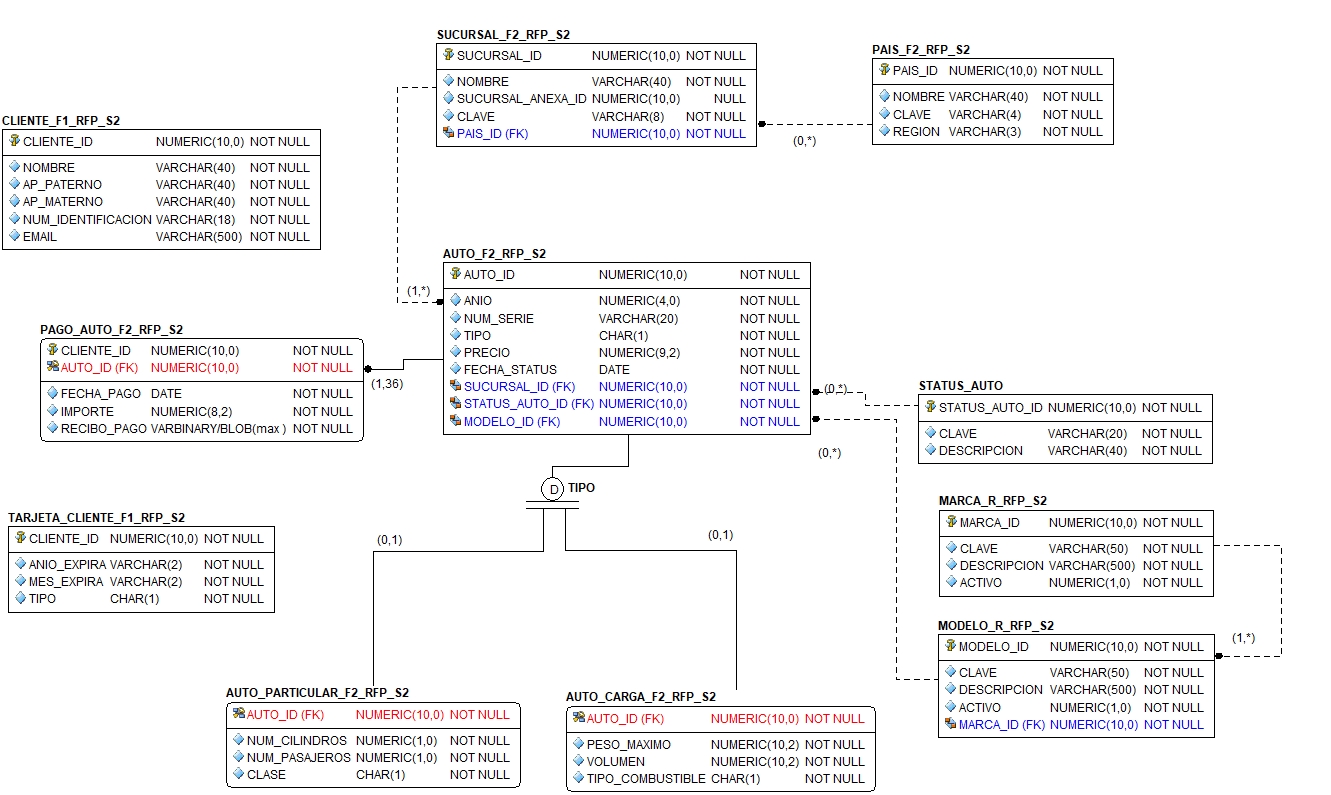 SUCURSAL_F2_RFP_S2
SUCURSAL_ID NUMERIC(10,0) NOT NULL
NOMBRE VARCHAR(40) NOT NULL
SUCURSAL_ANEXA_ID NUMERIC(10,0) NULL
CLAVE VARCHAR(8) NOT NULL
PAIS_ID (FK) NUMERIC(10,0) NOT NULL
PAIS_F2_RFP_S2
PAIS_ID NUMERIC(10,0) NOT NULL
NOMBRE VARCHAR(40) NOT NULL
CLAVE VARCHAR(4) NOT NULL
REGION VARCHAR(3) NOT NULL
(0,*)
CLIENTE_F1_RFP_S2
CLIENTE_ID NUMERIC(10,0) NOT NULL
NOMBRE VARCHAR(40) NOT NULL
AP_PATERNO VARCHAR(40) NOT NULL
AP_MATERNO VARCHAR(40) NOT NULL
NUM_IDENTIFICACION VARCHAR(18) NOT NULL
EMAIL VARCHAR(500) NOT NULL
AUTO_F2_RFP_S2
AUTO_ID NUMERIC(10,0) NOT NULL
ANIO NUMERIC(4,0) NOT NULL
NUM_SERIE VARCHAR(20) NOT NULL
TIPO CHAR(1) NOT NULL
PRECIO NUMERIC(9,2) NOT NULL
FECHA_STATUS DATE NOT NULL
SUCURSAL_ID (FK) NUMERIC(10,0) NOT NULL
STATUS_AUTO_ID (FK) NUMERIC(10,0) NOT NULL
MODELO_ID (FK) NUMERIC(10,0) NOT NULL
(1,*)
PAGO_AUTO_F2_RFP_S2
CLIENTE_ID NUMERIC(10,0) NOT NULL
AUTO_ID (FK) NUMERIC(10,0) NOT NULL
FECHA_PAGO DATE NOT NULL
IMPORTE NUMERIC(8,2) NOT NULL
RECIBO_PAGO VARBINARY/BLOB(max ) NOT NULL
(1,36)
(0,*)
STATUS_AUTO
STATUS_AUTO_ID NUMERIC(10,0) NOT NULL
CLAVE VARCHAR(20) NOT NULL
DESCRIPCION VARCHAR(40) NOT NULL
(0,*)
D TIPO
MARCA_R_RFP_S2
MARCA_ID NUMERIC(10,0) NOT NULL
CLAVE VARCHAR(50) NOT NULL
DESCRIPCION VARCHAR(500) NOT NULL
ACTIVO NUMERIC(1,0) NOT NULL
TARJETA_CLIENTE_F1_RFP_S2
CLIENTE_ID NUMERIC(10,0) NOT NULL
ANIO_EXPIRA VARCHAR(2) NOT NULL
MES_EXPIRA VARCHAR(2) NOT NULL
TIPO CHAR(1) NOT NULL
(0,1)
(0,1)
MODELO_R_RFP_S2
MODELO_ID NUMERIC(10,0) NOT NULL
CLAVE VARCHAR(50) NOT NULL
DESCRIPCION VARCHAR(500) NOT NULL
ACTIVO NUMERIC(1,0) NOT NULL
MARCA_ID (FK) NUMERIC(10,0) NOT NULL
(1,*)
AUTO_PARTICULAR_F2_RFP_S2
AUTO_ID (FK) NUMERIC(10,0) NOT NULL
NUM_CILINDROS NUMERIC(1,0) NOT NULL
NUM_PASAJEROS NUMERIC(1,0) NOT NULL
CLASE CHAR(1) NOT NULL
AUTO_CARGA_F2_RFP_S2
AUTO_ID (FK) NUMERIC(10,0) NOT NULL
PESO_MAXIMO NUMERIC(10,2) NOT NULL
VOLUMEN NUMERIC(10,2) NOT NULL
TIPO_COMBUSTIBLE CHAR(1) NOT NULL